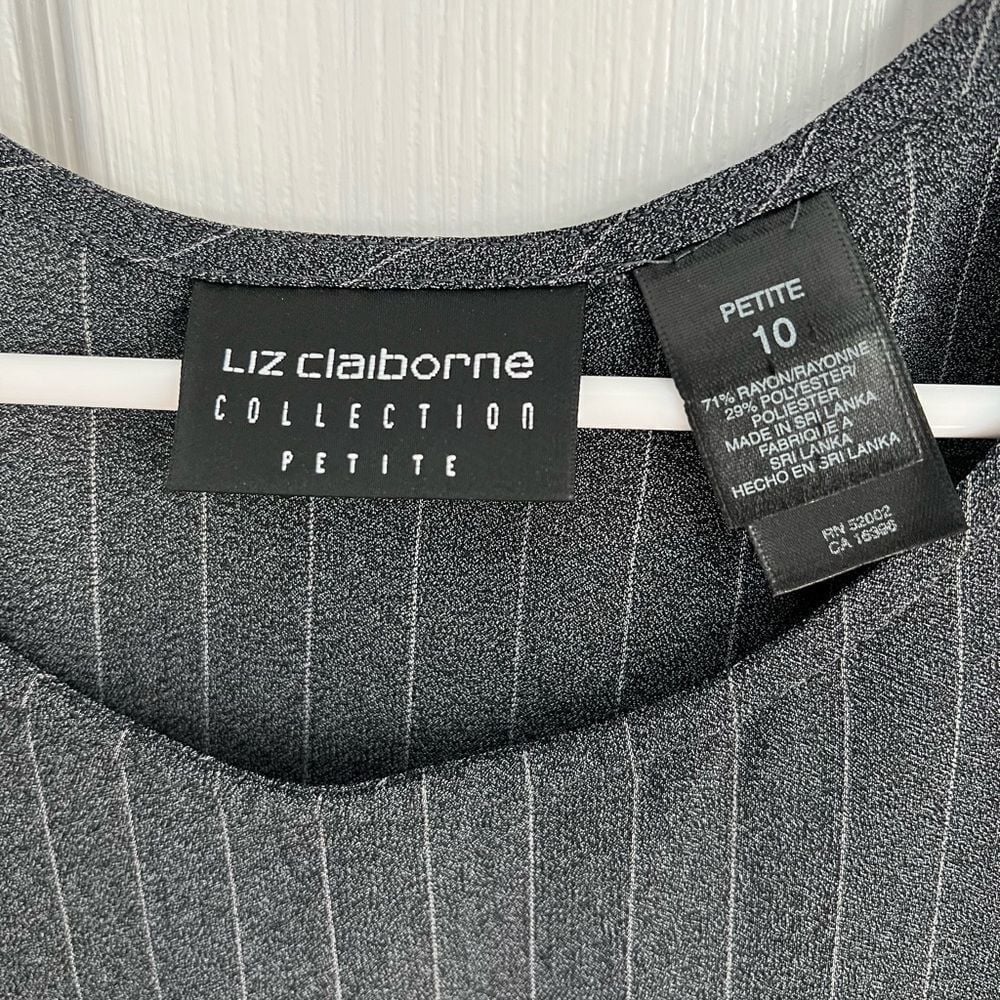 Liz claiborne
COLLECTION
PETITE
PETITE
10
71% RAYON/RAYONNE
29% POLYESTER/
POLIESTER
MADE IN SRI LANKA
FABRIQUE A
SRI LANKA
HECHO EN SRI LANKA
RN 52002
CA 16396